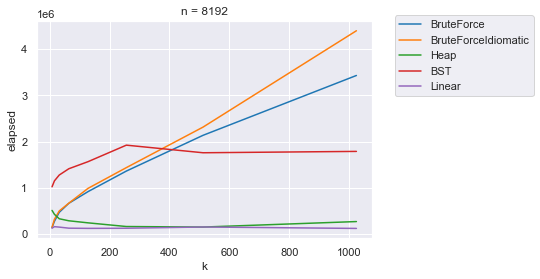 n = 8192
1e6
4
3
2
1
0
elapsed
0
200
400
600
800
1000
k
BruteForce
BruteForceIdiomatic
Heap
BST
Linear